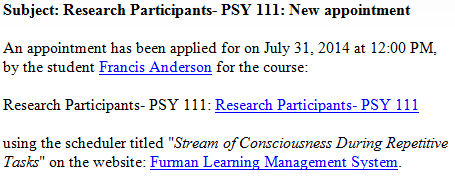 Subject: Research Participants- PSY 111: New appointment
An appointment has been applied for on July 31, 2014 at 12:00 PM,
by the student Francis Anderson for the course:
Research Participants- PSY 111: Research Participants- PSY 111
using the scheduler titled "Stream of Consciousness During Repetitive
Tasks" on the website: Furman Learning Management System.